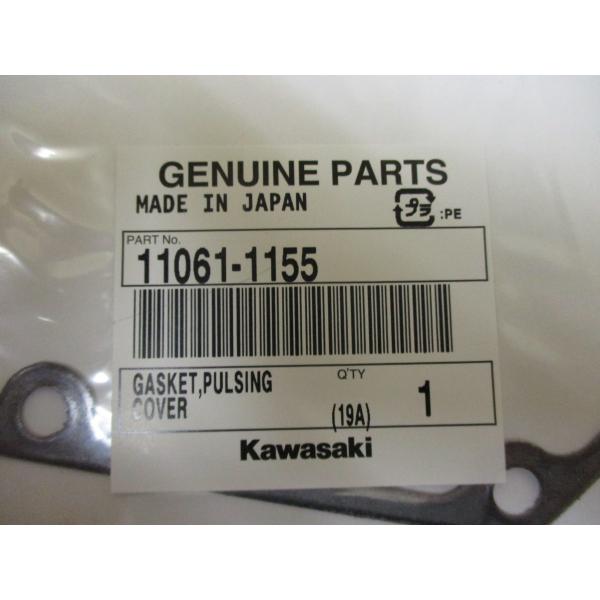 GENUINE PARTS
MADE IN JAPAN
プラ :PE
PART No.
11061-1155
GASKET,PULSING
COVER
Q'TY
(19A) 1
Kawasaki